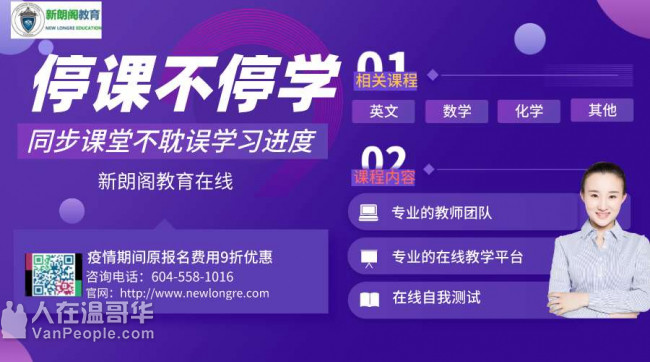 新朗阁教育
NEW LONGRE EDUCATION
停课不停学
同步课堂不耽误学习进度
新朗阁教育在线
疫情期间原报名费用9折优惠
咨询电话：604-558-1016
官网：http://www.newlongre.com
01
相关课程
英文
数学
化学
其他
02
课程内容
专业的教师团队
专业的在线教学平台
在线自我测试
人在温哥华
VanPeople.com